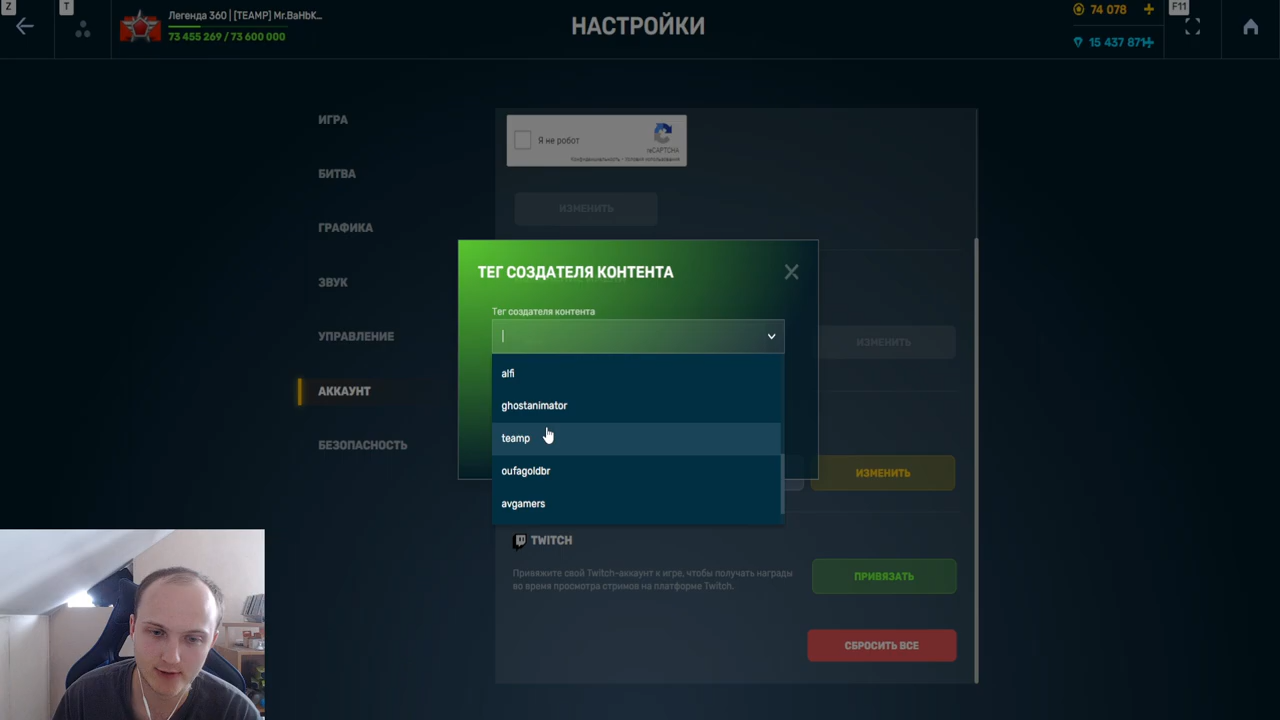 Z
T
Легенда 360 | [TEAMP] Mr.BaHbK...
73 455 269 / 73 600 000
НАСТРОЙКИ
74 078
F11
15 437 871
ИГРА
БИТВА
ГРАФИКА
ЗВУК
УПРАВЛЕНИЕ
АККАУНТ
БЕЗОПАСНОСТЬ
Я не робот
reCAPTCHA
Конфиденциальность - Условия использования
ИЗМЕНИТЬ
ТЕГ СОЗДАТЕЛЯ КОНТЕНТА
Тег создателя контента
ИЗМЕНИТЬ
alfi
ghostanimator
teamp
oufagoldbr
avgamers
ИЗМЕНИТЬ
TWITCH
Привяжите свой Twitch-аккаунт к игре, чтобы получать награды
во время просмотра стримов на платформе Twitch.
ПРИВЯЗАТЬ
СБРОСИТЬ ВСЕ